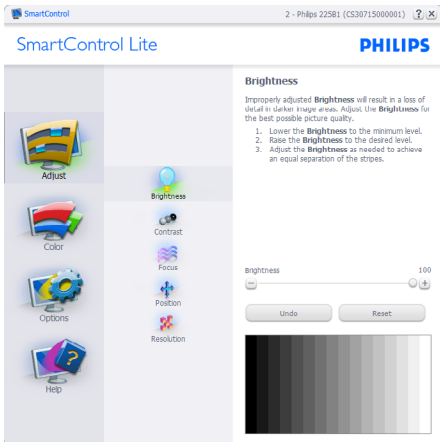 SmartControl
2 - Philips 225B1 (CS30715000001)
SmartControl Lite
PHILIPS
Adjust
Color
Options
Help
Brightness
Contrast
Focus
Position
Resolution
Brightness
Improperly adjusted Brightness will result in a loss of
detail in darker image areas. Adjust the Brightness for
the best possible picture quality.
1. Lower the Brightness to the minimum level.
2. Raise the Brightness to the desired level.
3. Adjust the Brightness as needed to achieve
an equal separation of the stripes.
Brightness 100
Undo Reset